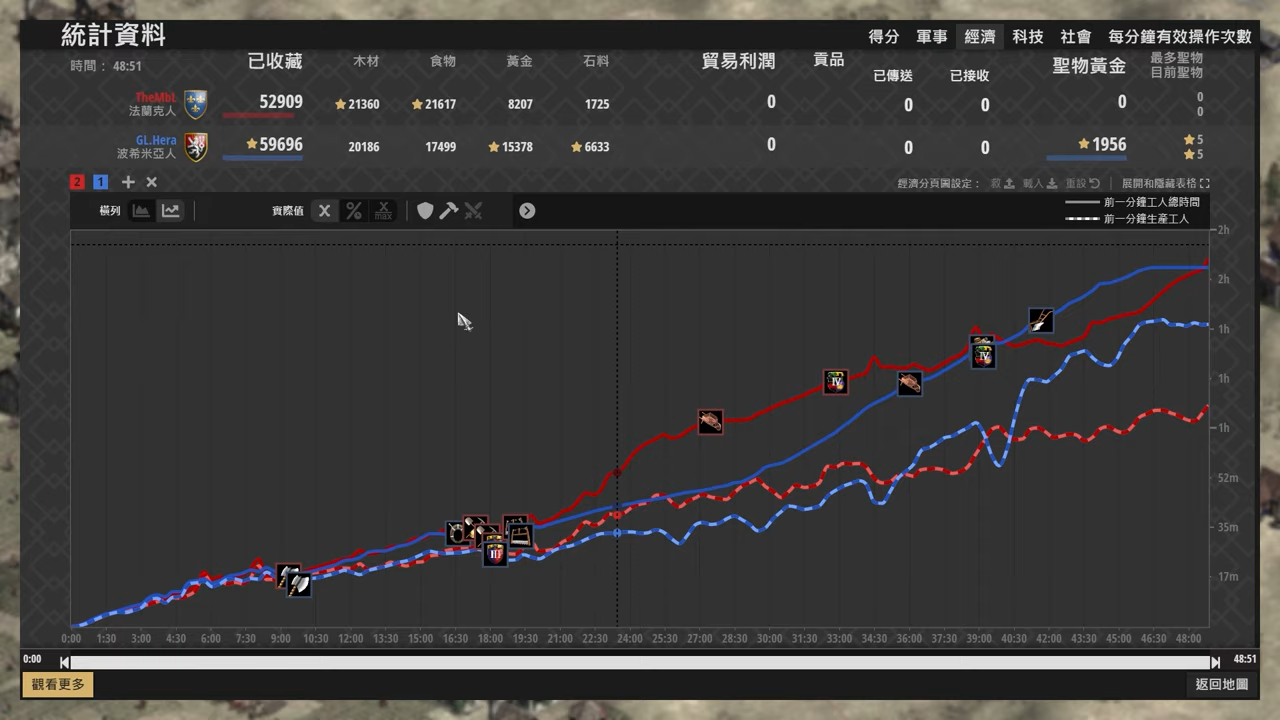 統計資料
得分 軍事 經濟 科技 社會 每分鐘有效操作次數
時間： 48:51
已收藏 木材 食物 黃金 石料 貿易利潤 貢品 已傳送 已接收 聖物黃金 最多聖物 目前聖物
TheMbL 法蘭克人 52909 21360 21617 8207 1725 0 0 0 0 0 0
GL.Hera 波希米亞人 59696 20186 17499 15378 6633 0 0 0 1956 5 5
2 1
經濟分頁圖設定： 載入 重設 展開和隱藏表格
橫列 實際值 X % X max
前一分鐘工人總時間
前一分鐘生產工人
2h
2h
1h
1h
1h
52m
35m
17m
IV
IV
III
0:00 1:30 3:00 4:30 6:00 7:30 9:00 10:30 12:00 13:30 15:00 16:30 18:00 19:30 21:00 22:30 24:00 25:30 27:00 28:30 30:00 31:30 33:00 34:30 36:00 37:30 39:00 40:30 42:00 43:30 45:00 46:30 48:00
0:00 48:51
觀看更多 返回地圖